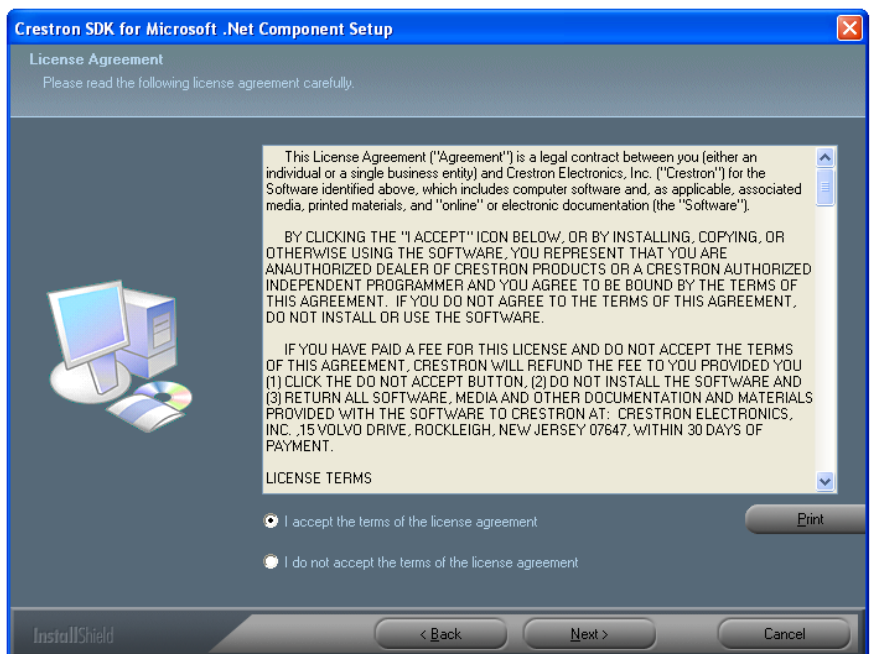 Crestron SDK for Microsoft .Net Component Setup
License Agreement
Please read the following license agreement carefully.
This License Agreement ("Agreement") is a legal contract between you (either an
individual or a single business entity) and Crestron Electronics, Inc. ("Crestron") for the
Software identified above, which includes computer software and, as applicable, associated
media, printed materials, and "online" or electronic documentation (the "Software").
BY CLICKING THE "I ACCEPT" ICON BELOW, OR BY INSTALLING, COPYING, OR
OTHERWISE USING THE SOFTWARE, YOU REPRESENT THAT YOU ARE
ANAUTHORIZED DEALER OF CRESTRON PRODUCTS OR A CRESTRON AUTHORIZED
INDEPENDENT PROGRAMMER AND YOU AGREE TO BE BOUND BY THE TERMS OF
THIS AGREEMENT.  IF YOU DO NOT AGREE TO THE TERMS OF THIS AGREEMENT,
DO NOT INSTALL OR USE THE SOFTWARE.
IF YOU HAVE PAID A FEE FOR THIS LICENSE AND DO NOT ACCEPT THE TERMS
OF THIS AGREEMENT, CRESTRON WILL REFUND THE FEE TO YOU PROVIDED YOU
(1) CLICK THE DO NOT ACCEPT BUTTON, (2) DO NOT INSTALL THE SOFTWARE AND
(3) RETURN ALL SOFTWARE, MEDIA AND OTHER DOCUMENTATION AND MATERIALS
PROVIDED WITH THE SOFTWARE TO CRESTRON AT:  CRESTRON ELECTRONICS,
INC. ,15 VOLVO DRIVE, ROCKLEIGH, NEW JERSEY 07647, WITHIN 30 DAYS OF
PAYMENT.
LICENSE TERMS
I accept the terms of the license agreement
Print
I do not accept the terms of the license agreement
InstallShield
< Back
Next >
Cancel